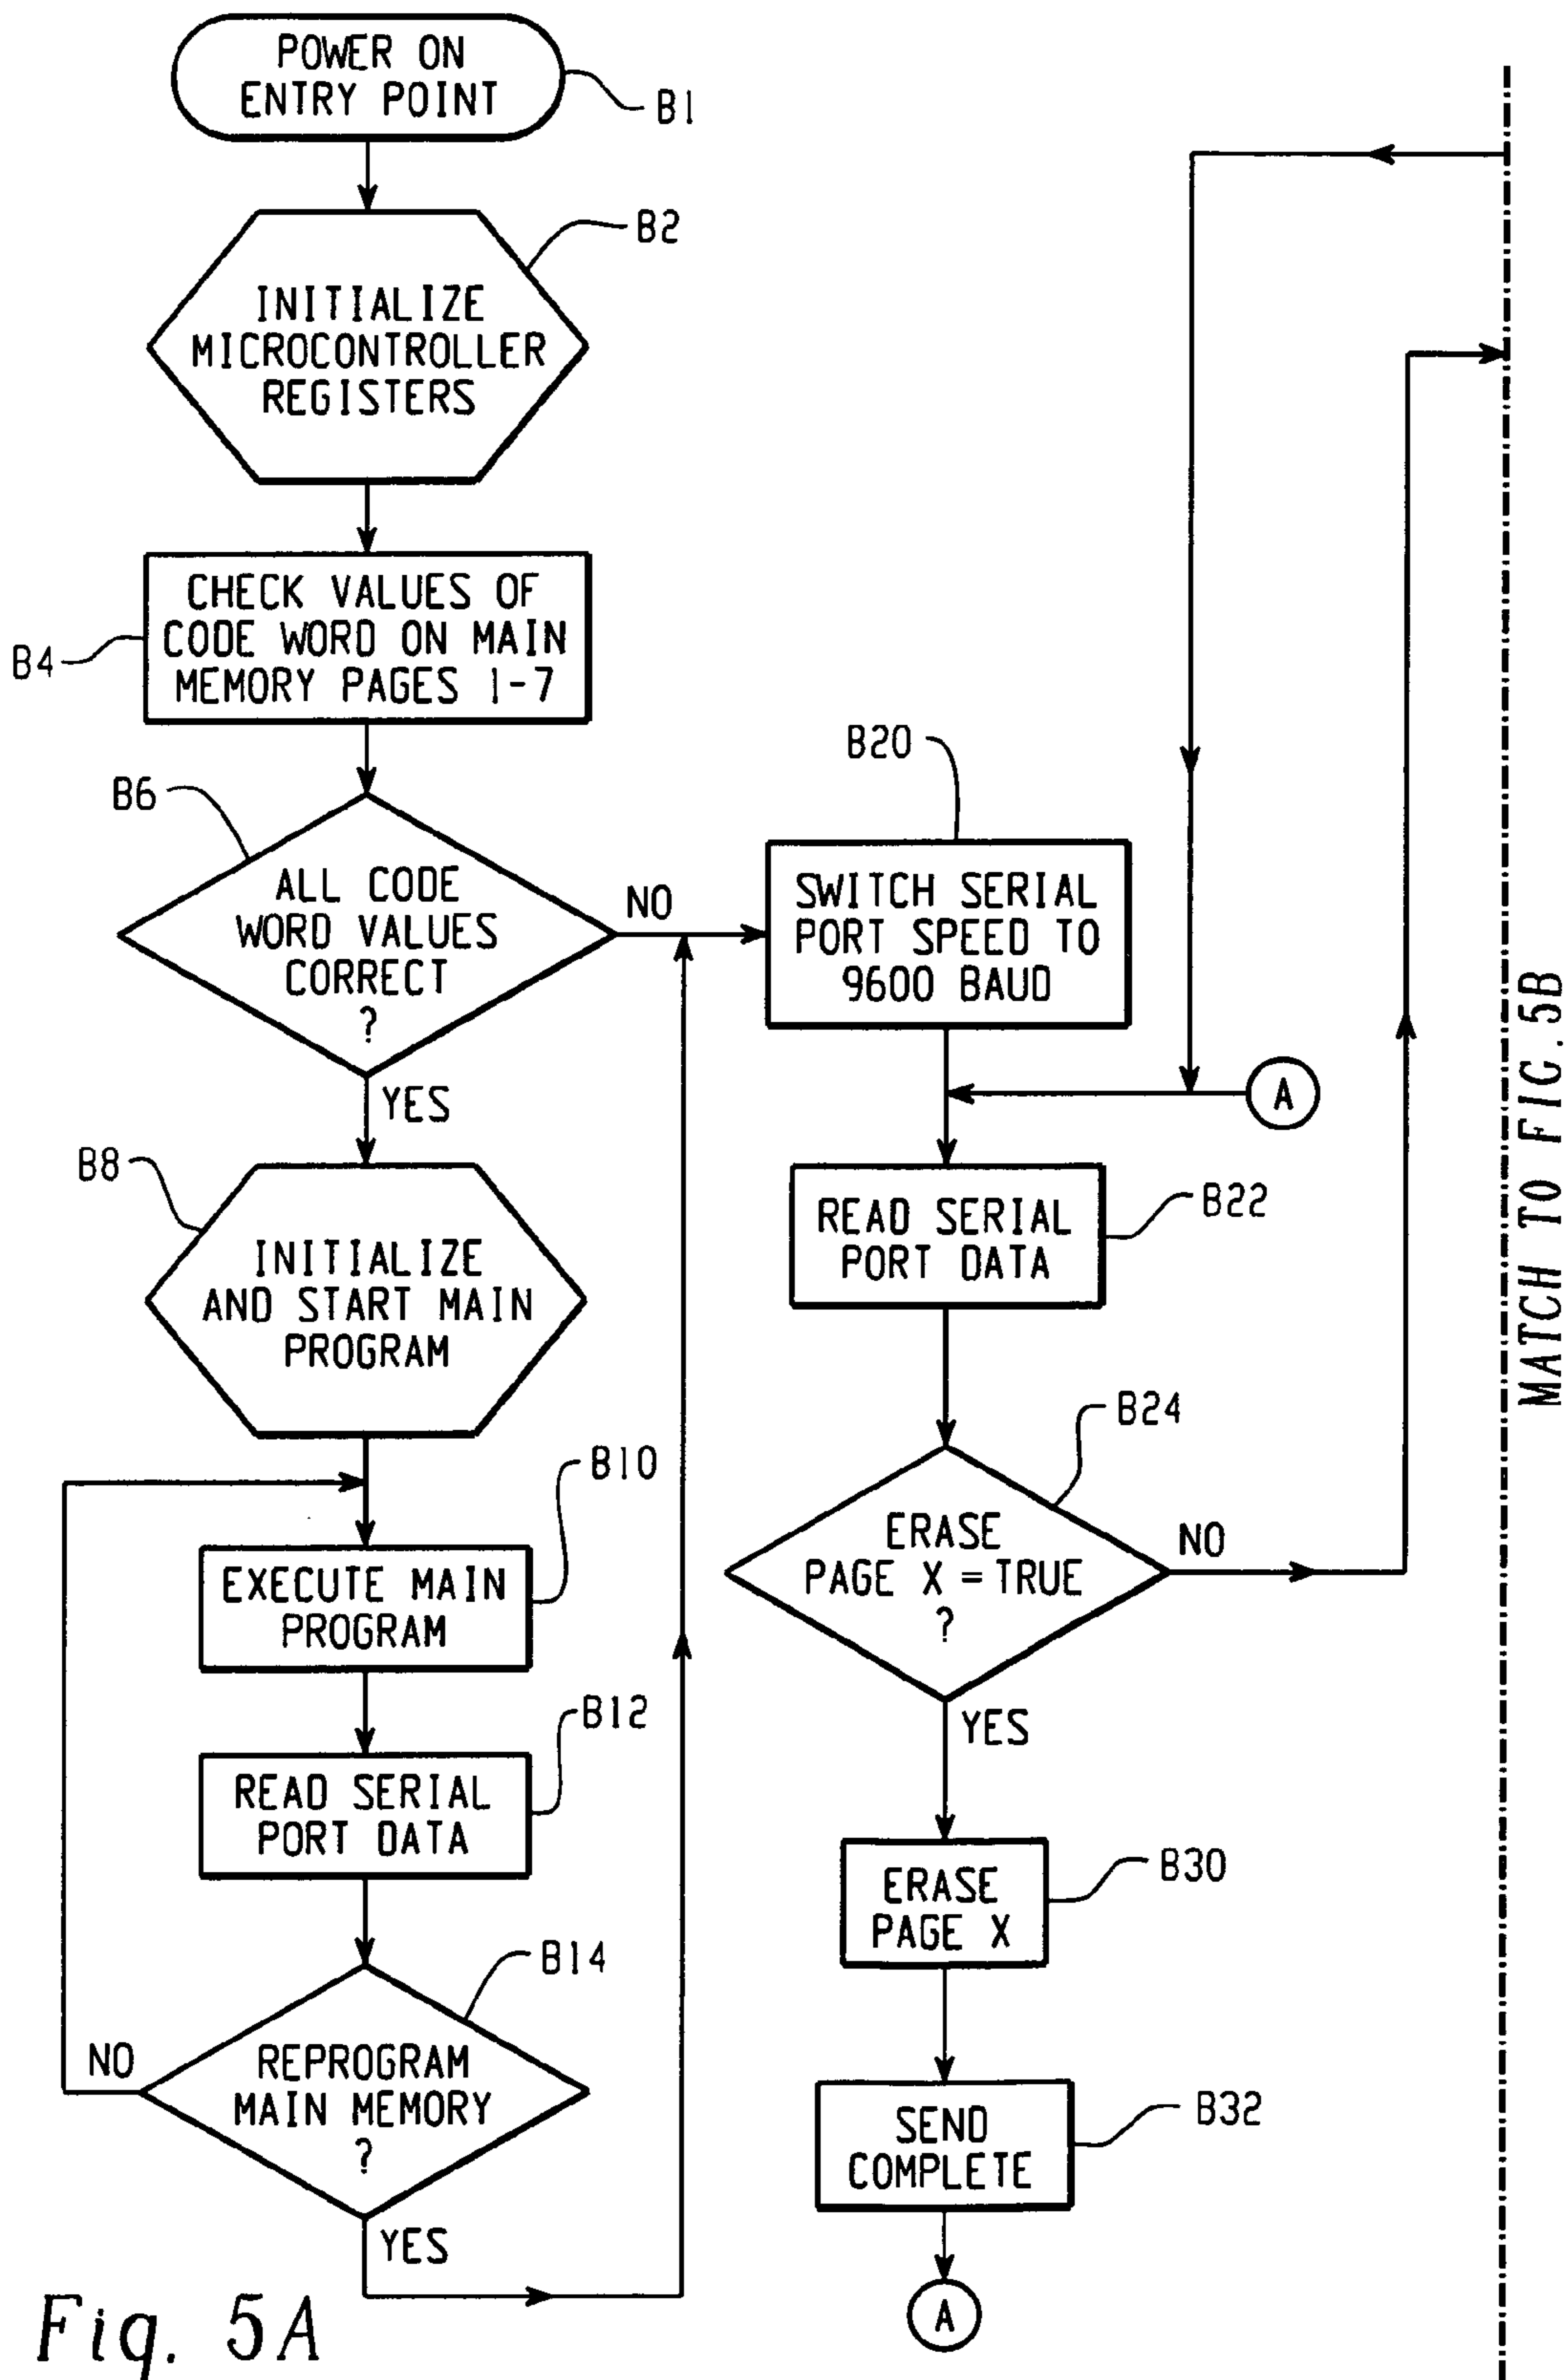 POWER ON
ENTRY POINT
B1
B2
INITIALIZE
MICROCONTROLLER
REGISTERS
CHECK VALUES OF
CODE WORD ON MAIN
MEMORY PAGES 1-7
B4
B6
ALL CODE
WORD VALUES
CORRECT
?
NO
YES
B8
INITIALIZE
AND START MAIN
PROGRAM
B10
EXECUTE MAIN
PROGRAM
B12
READ SERIAL
PORT DATA
B14
REPROGRAM
MAIN MEMORY
?
NO
YES
B20
SWITCH SERIAL
PORT SPEED TO
9600 BAUD
A
READ SERIAL
PORT DATA
B22
B24
ERASE
PAGE X = TRUE
?
NO
YES
B30
ERASE
PAGE X
B32
SEND
COMPLETE
A
MATCH TO FIG. 5B
Fig. 5A